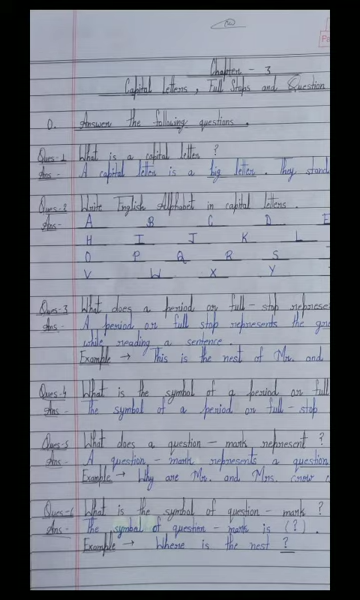 Chapter - 3
Capital letters, Full Stops and Question
Q. Answer the following questions.
Ques-1 What is a capital letter ?
Ans- A capital letter is a big letter. They stand
Ques-2 Write English Alphabet in capital letters.
Ans- A B C D E
H I J K L
O P Q R S
V W X Y
Ques-3 What does a period or full-stop represent
Ans- A period or full stop represents the
while reading a sentence.
Example → This is the nest of Mr. and
Ques-4 What is the symbol of a period or full
Ans- the symbol of a period or full-stop
Ques-5 What does a question-mark represent ?
Ans- A question-mark represents a question
Example → Why are Mr. and Mrs. crow
Ques-6 What is the symbol of question-mark ?
Ans- the symbol of question-mark is (?).
Example → Where is the nest ?